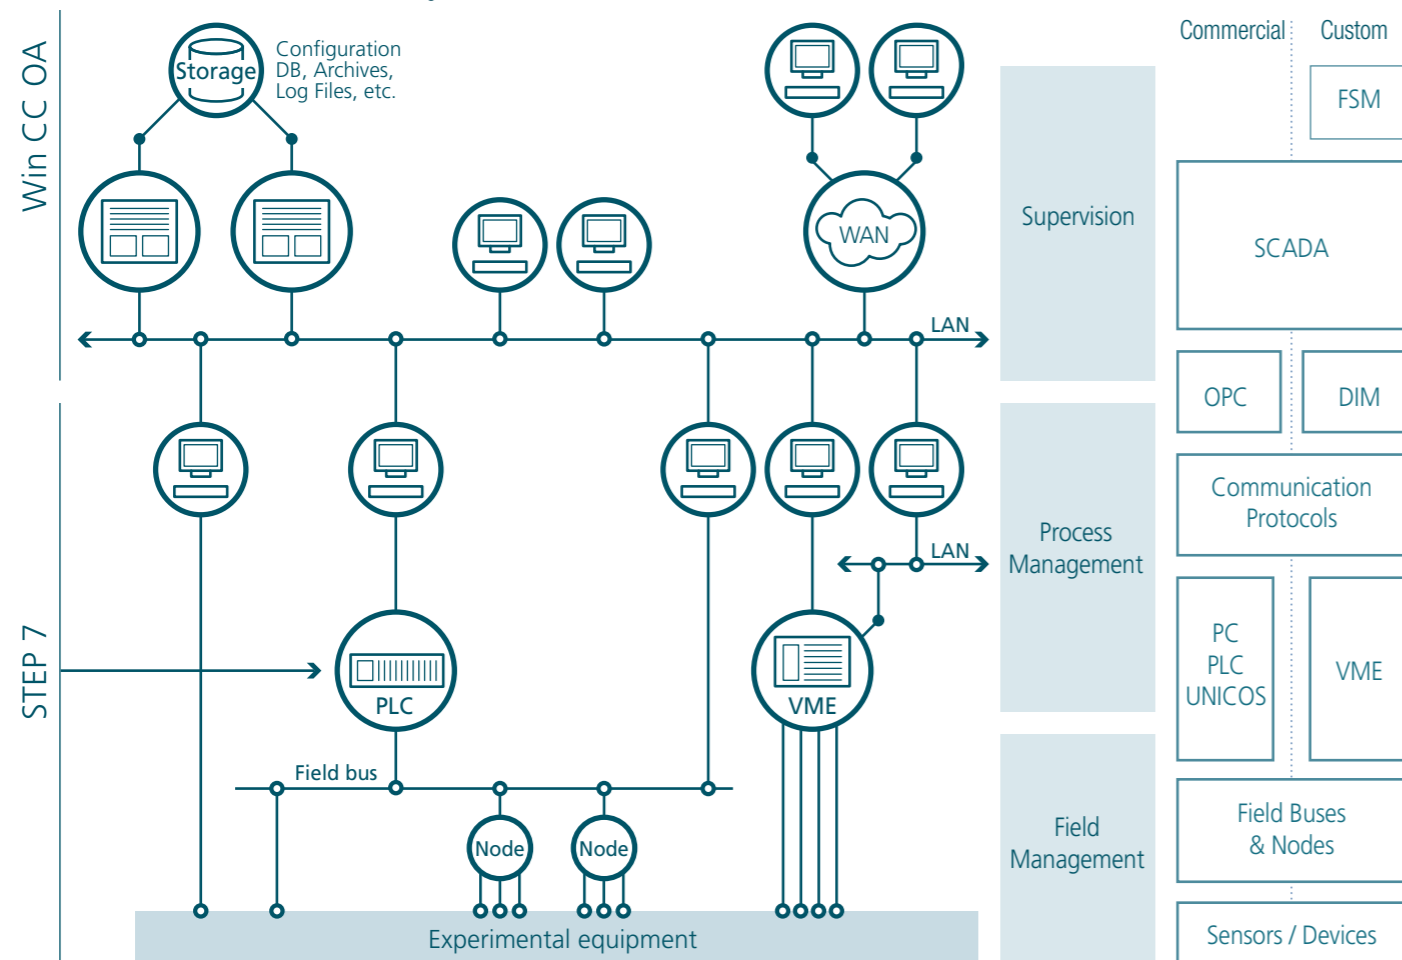 Win CC OA
Storage
Configuration
DB, Archives,
Log Files, etc.
WAN
LAN
Supervision
Commercial
Custom
FSM
SCADA
OPC
DIM
STEP 7
LAN
PLC
VME
Field bus
Node
Node
Experimental equipment
Process
Management
Communication
Protocols
PC
PLC
UNICOS
VME
Field
Management
Field Buses
& Nodes
Sensors / Devices